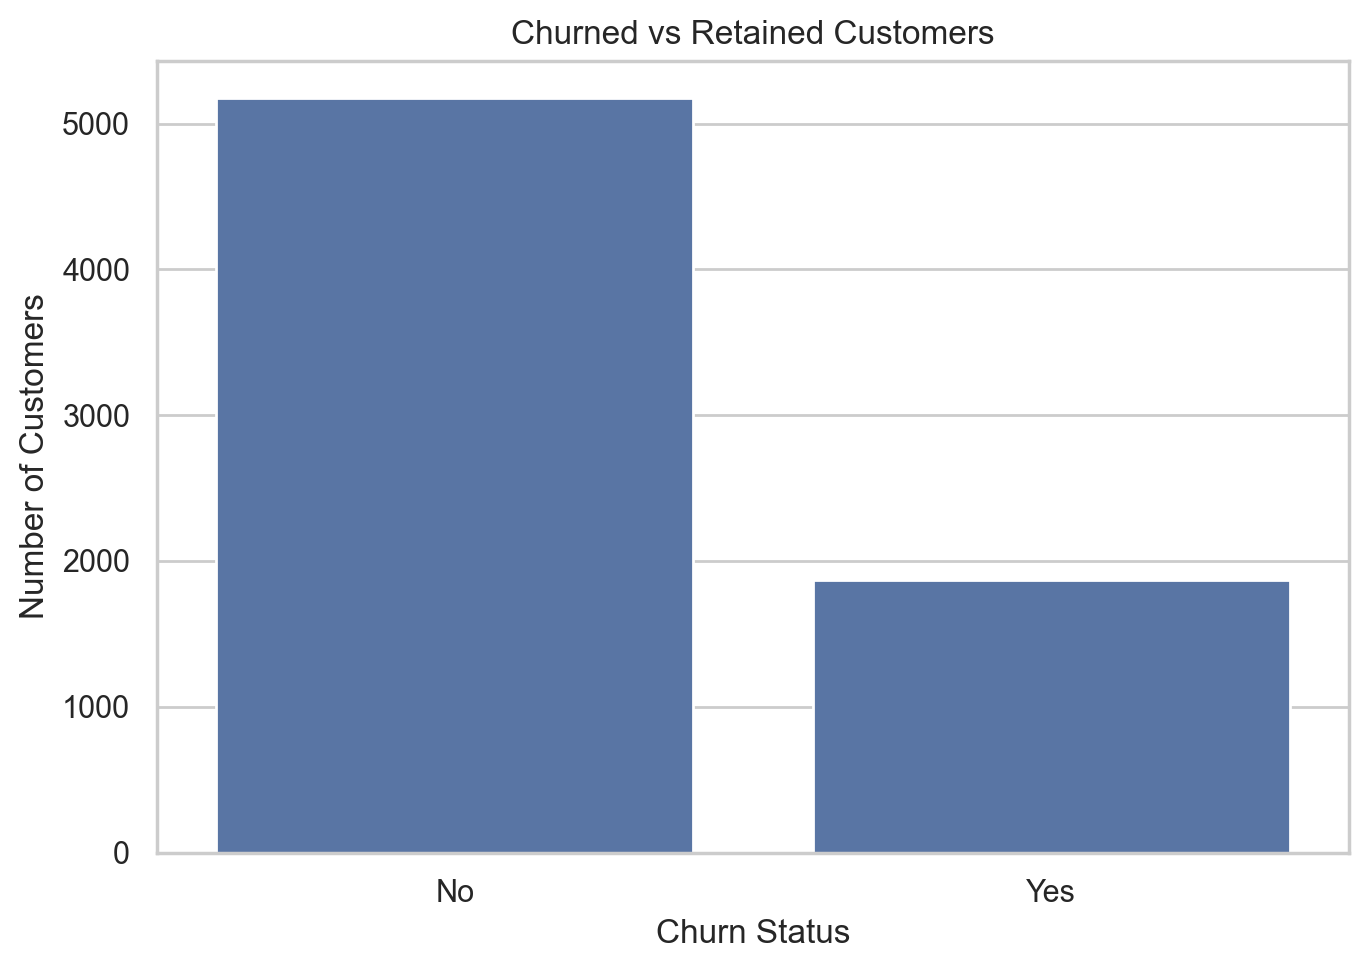 Churned vs Retained Customers
5000
4000
3000
2000
1000
0
Number of Customers
No
Yes
Churn Status